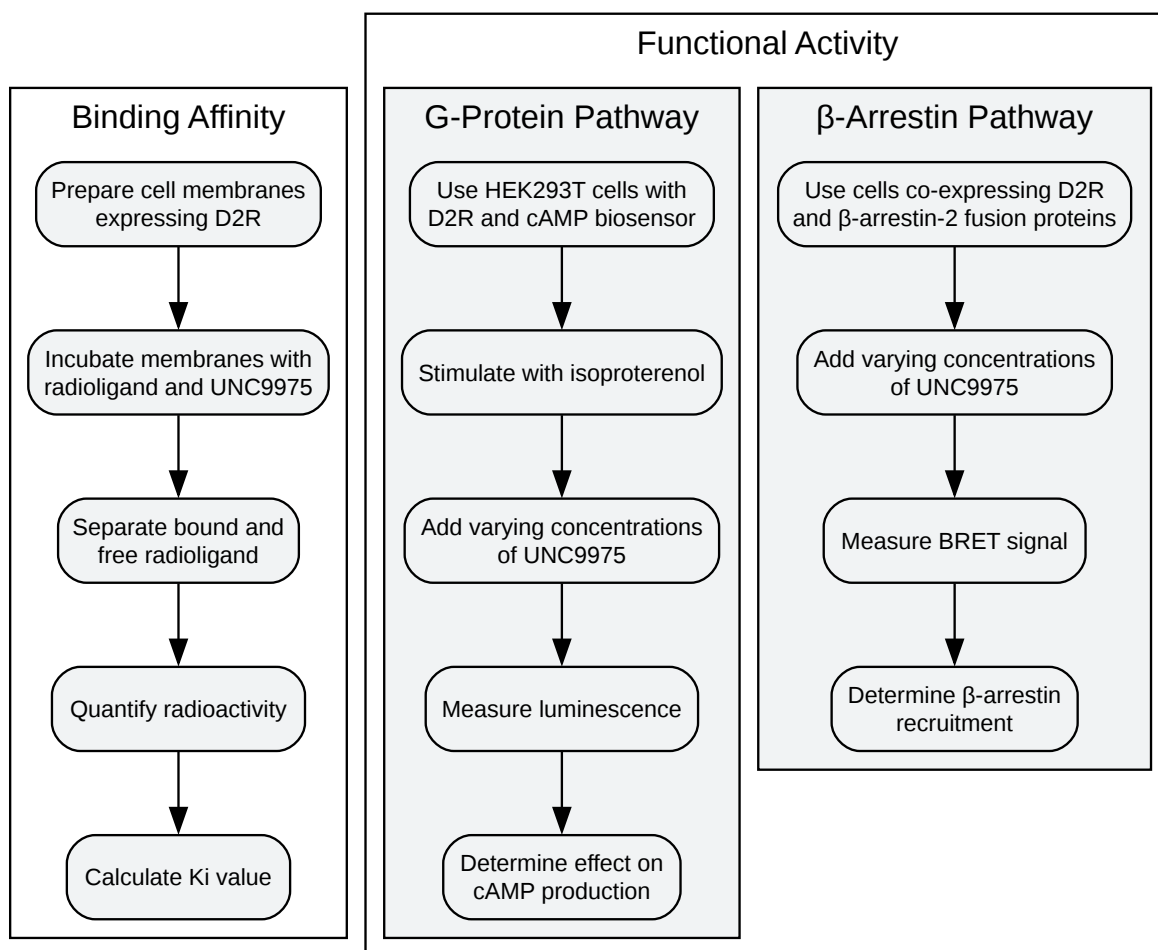 Functional Activity
Binding Affinity
Prepare cell membranes
expressing D2R
Incubate membranes with
radioligand and UNC9975
Separate bound and
free radioligand
Quantify radioactivity
Calculate Ki value
G-Protein Pathway
Use HEK293T cells with
D2R and cAMP biosensor
Stimulate with isoproterenol
Add varying concentrations
of UNC9975
Measure luminescence
Determine effect on
cAMP production
β-Arrestin Pathway
Use cells co-expressing D2R
and β-arrestin-2 fusion proteins
Add varying concentrations
of UNC9975
Measure BRET signal
Determine β-arrestin
recruitment